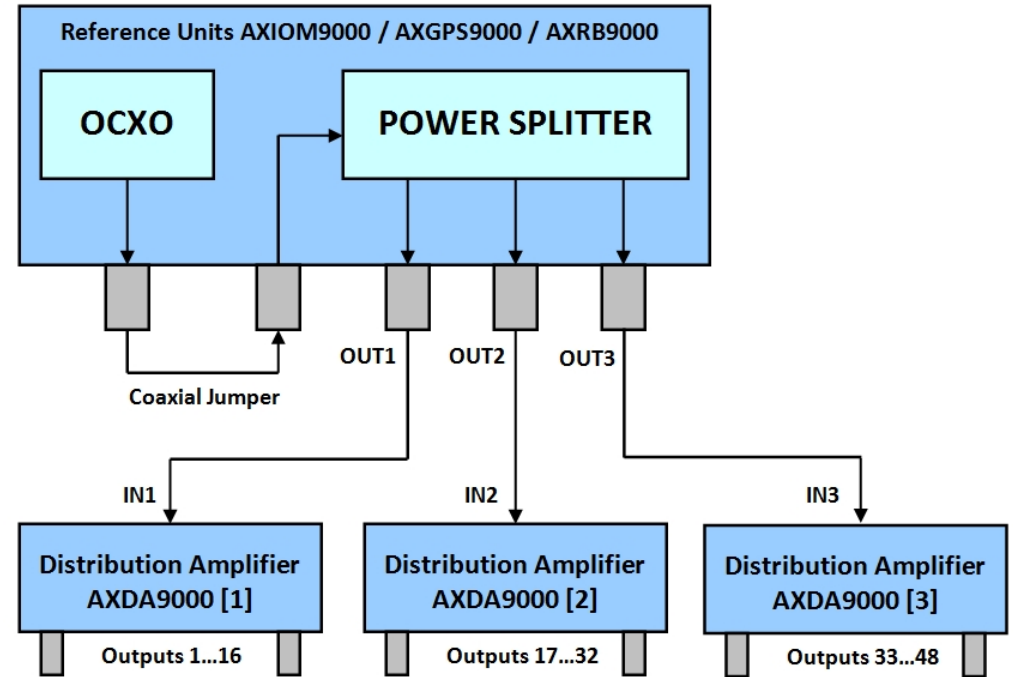 Reference Units AXIOM9000 / AXGPS9000 / AXRB9000
OCXO
POWER SPLITTER
OUT1
OUT2
OUT3
Coaxial Jumper
IN1
IN2
IN3
Distribution Amplifier
AXDA9000 [1]
Distribution Amplifier
AXDA9000 [2]
Distribution Amplifier
AXDA9000 [3]
Outputs 1...16
Outputs 17...32
Outputs 33...48